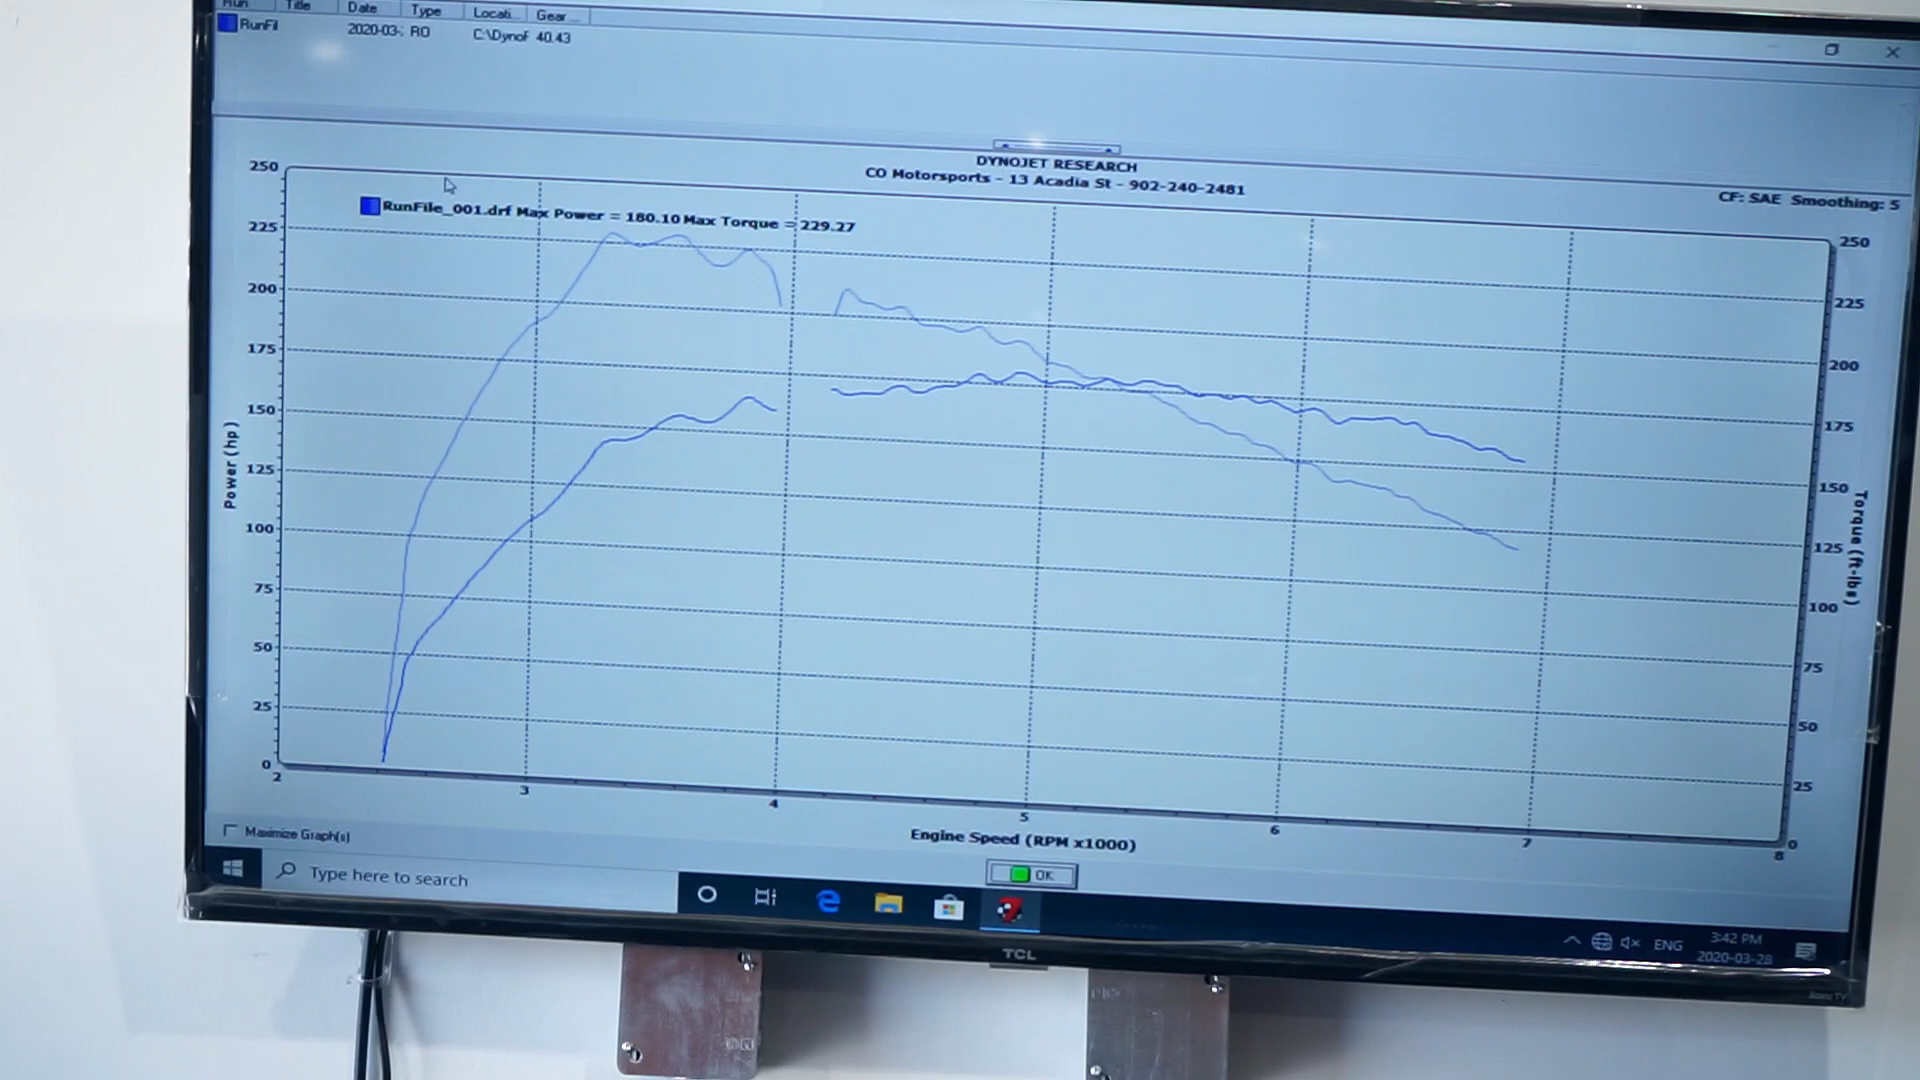 Run Title Date Type Locati... Gear ...
RunFil 2020-03-: RO C:\DynoF 40.43
DYNOJET RESEARCH
CO Motorsports - 13 Acadia St - 902-240-2481
CF: SAE Smoothing: 5
RunFile_001.drf Max Power = 180.10 Max Torque = 229.27
250
225
200
175
150
125
100
75
50
25
0
Power (hp)
250
225
200
175
150
125
100
75
50
25
0
Torque (ft-lbs)
2 3 4 5 6 7 8
Engine Speed (RPM x1000)
Maximize Graph(s)
OK
Type here to search
ENG
3:42 PM
2020-03-28
TCL
Roku TV